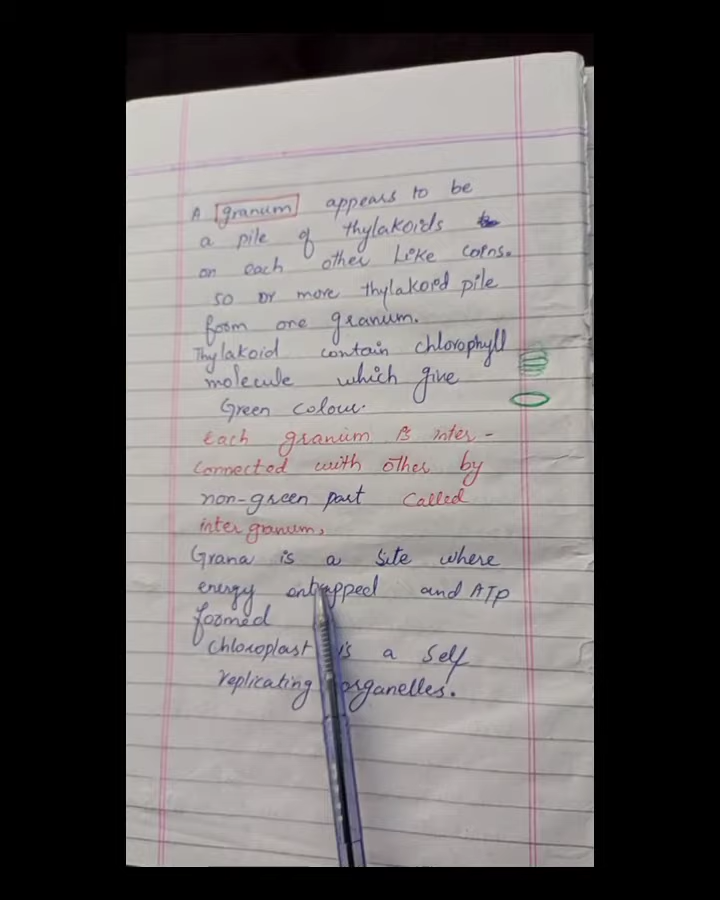 A granum appears to be
a pile of thylakoids
on each other Like coins.
50 or more thylakoid pile
form one granum.
Thylakoid contain chlorophyll
molecule which give
Green colour.
Each granum is inter-
connected with other by
non-green part called
inter granum,
Grana is a site where
energy entrapped and ATP
formed
Chloroplast is a self
replicating organelles.